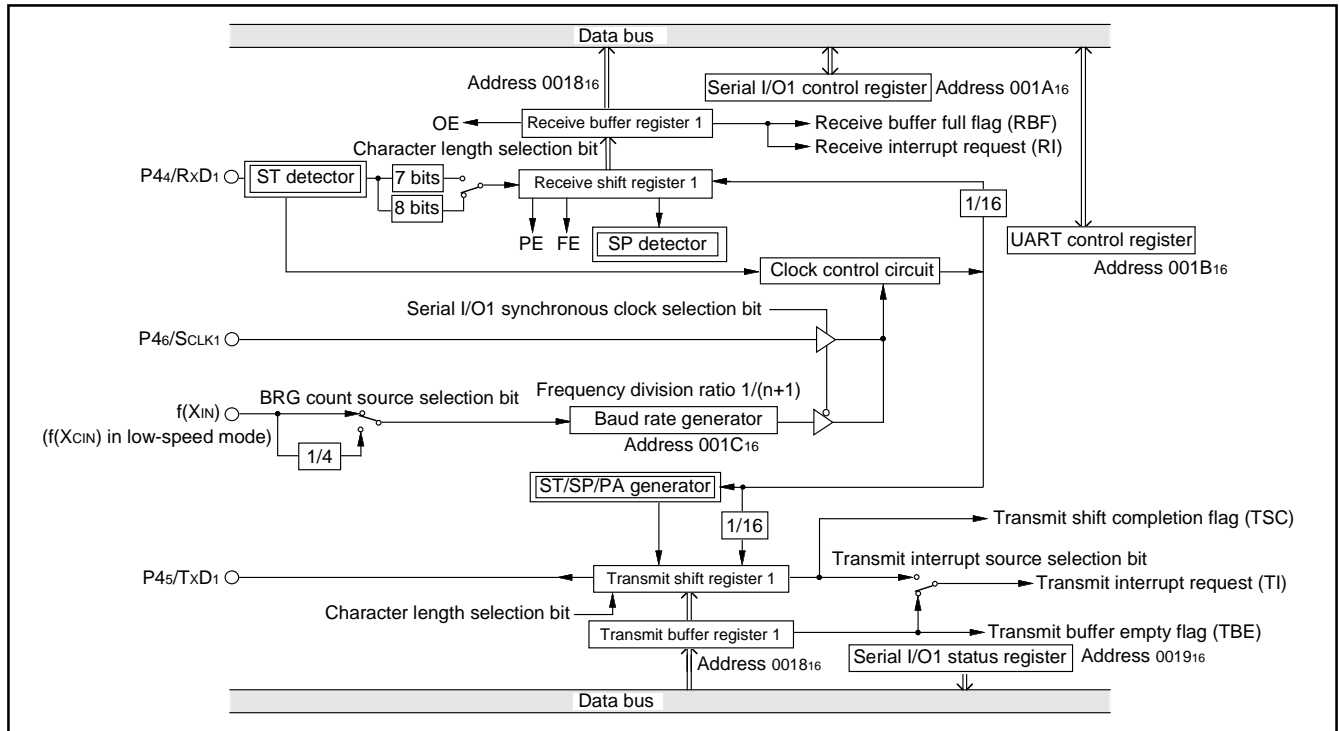 Data bus
Address 001816
Serial I/O1 control register Address 001A16
OE Receive buffer register 1 Receive buffer full flag (RBF)
Character length selection bit Receive interrupt request (RI)
P44/RXD1 ST detector 7 bits Receive shift register 1 1/16
8 bits
PE FE SP detector UART control register
Address 001B16
Clock control circuit
Serial I/O1 synchronous clock selection bit
P46/SCLK1
BRG count source selection bit Frequency division ratio 1/(n+1)
f(XIN) Baud rate generator
(f(XCIN) in low-speed mode) Address 001C16
1/4
ST/SP/PA generator
1/16 Transmit shift completion flag (TSC)
Transmit interrupt source selection bit
P45/TXD1 Transmit shift register 1 Transmit interrupt request (TI)
Character length selection bit
Transmit buffer register 1 Transmit buffer empty flag (TBE)
Address 001816 Serial I/O1 status register Address 001916
Data bus